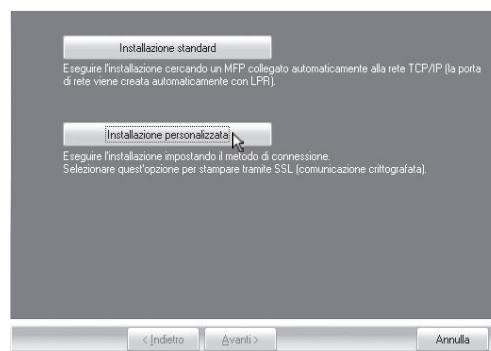 Installazione standard
Eseguire l'installazione cercando un MFP collegato automaticamente alla rete TCP/IP (la porta
di rete viene creata automaticamente con LPR).
Installazione personalizzata
Eseguire l'installazione impostando il metodo di connessione.
Selezionare quest'opzione per stampare tramite SSL (comunicazione crittografata).
< Indietro Avanti > Annulla